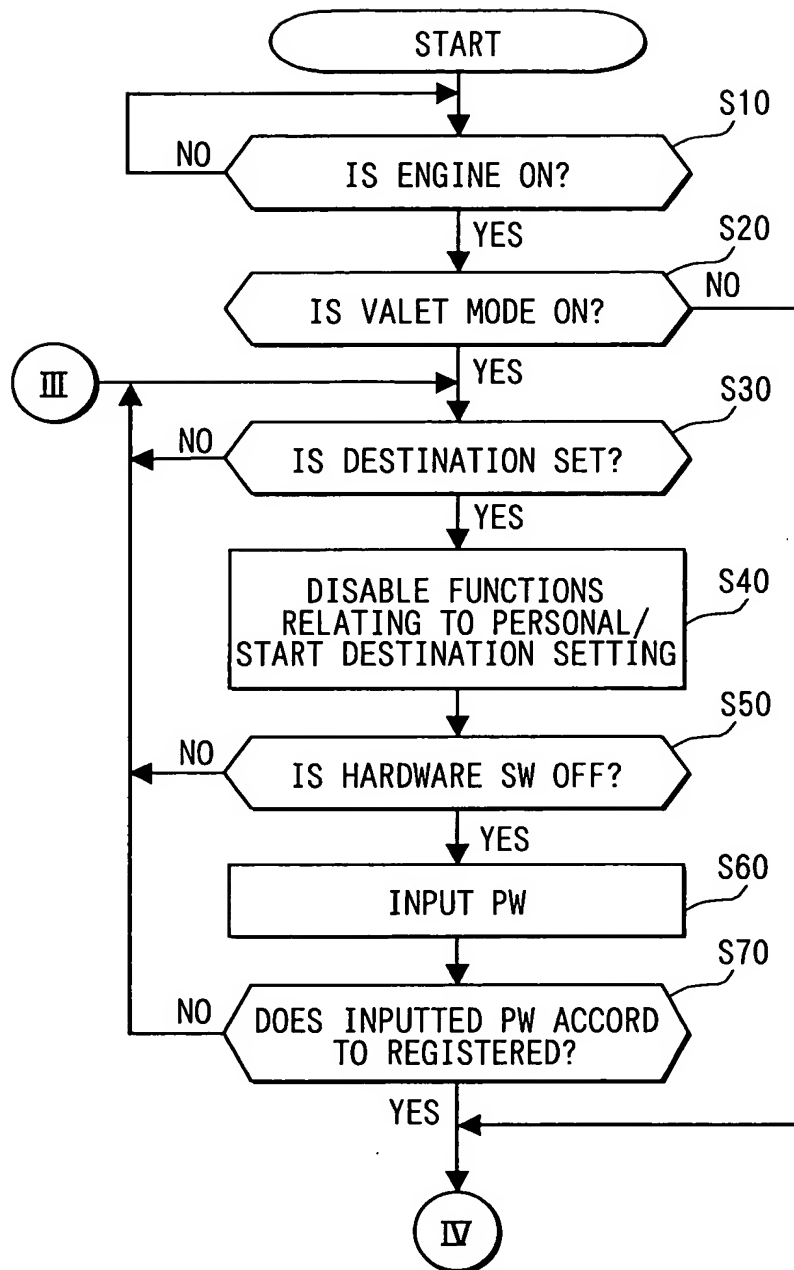 START
S10
NO
IS ENGINE ON?
YES
S20
NO
IS VALET MODE ON?
III
YES
S30
NO
IS DESTINATION SET?
YES
S40
DISABLE FUNCTIONS
RELATING TO PERSONAL/
START DESTINATION SETTING
S50
NO
IS HARDWARE SW OFF?
YES
S60
INPUT PW
S70
NO
DOES INPUTTED PW ACCORD
TO REGISTERED?
YES
IV